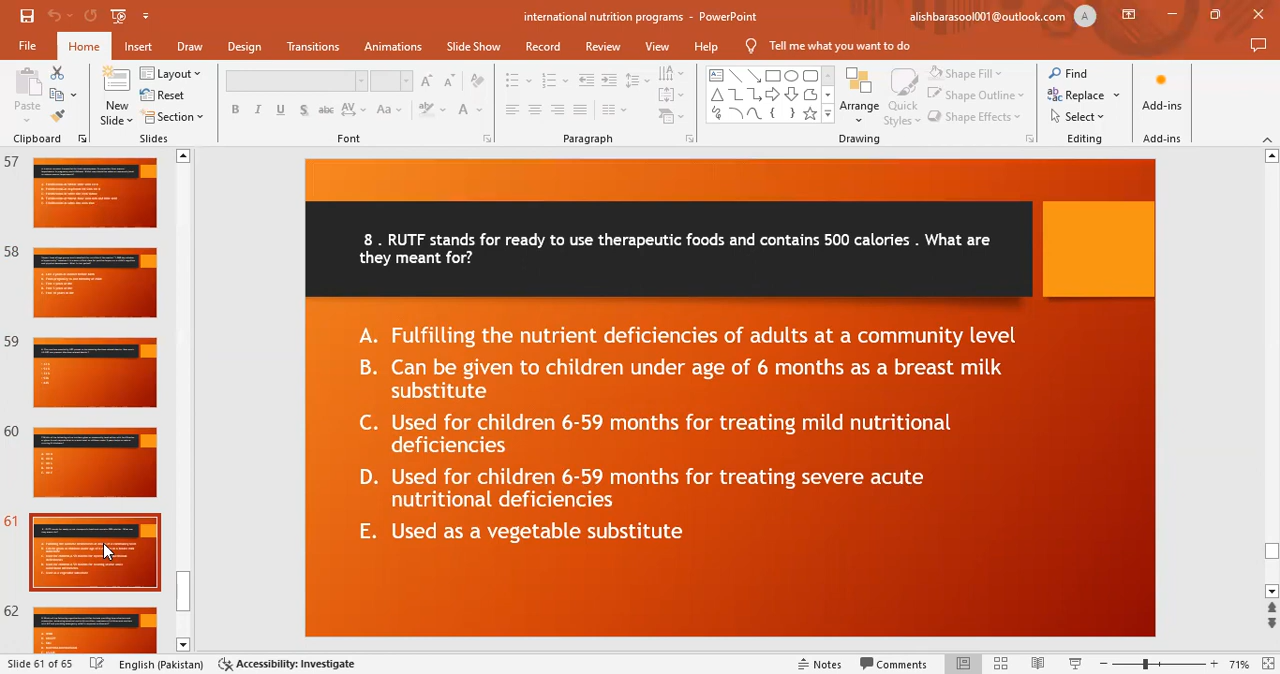 international nutrition programs - PowerPoint
alishbarasool001@outlook.com
A
File
Home
Insert
Draw
Design
Transitions
Animations
Slide Show
Record
Review
View
Help
Tell me what you want to do
Paste
New
Slide
Layout
Reset
Section
Shape Fill
Shape Outline
Shape Effects
Arrange
Quick
Styles
Find
Replace
Select
Add-ins
Clipboard
Slides
Font
Paragraph
Drawing
Editing
Add-ins
57
58
59
60
61
62
8 . RUTF stands for ready to use therapeutic foods and contains 500 calories . What are
they meant for?
A. Fulfilling the nutrient deficiencies of adults at a community level
B. Can be given to children under age of 6 months as a breast milk
substitute
C. Used for children 6-59 months for treating mild nutritional
deficiencies
D. Used for children 6-59 months for treating severe acute
nutritional deficiencies
E. Used as a vegetable substitute
Slide 61 of 65
English (Pakistan)
Accessibility: Investigate
Notes
Comments
71%